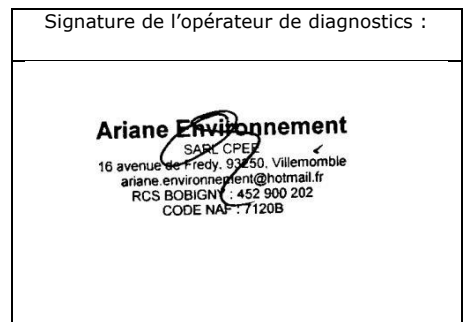 Signature de l’opérateur de diagnostics :
Ariane Environnement
SARL CPEE
16 avenue de Fredy. 93250, Villemomble
ariane.environnement@hotmail.fr
RCS BOBIGNY : 452 900 202
CODE NAF : 7120B